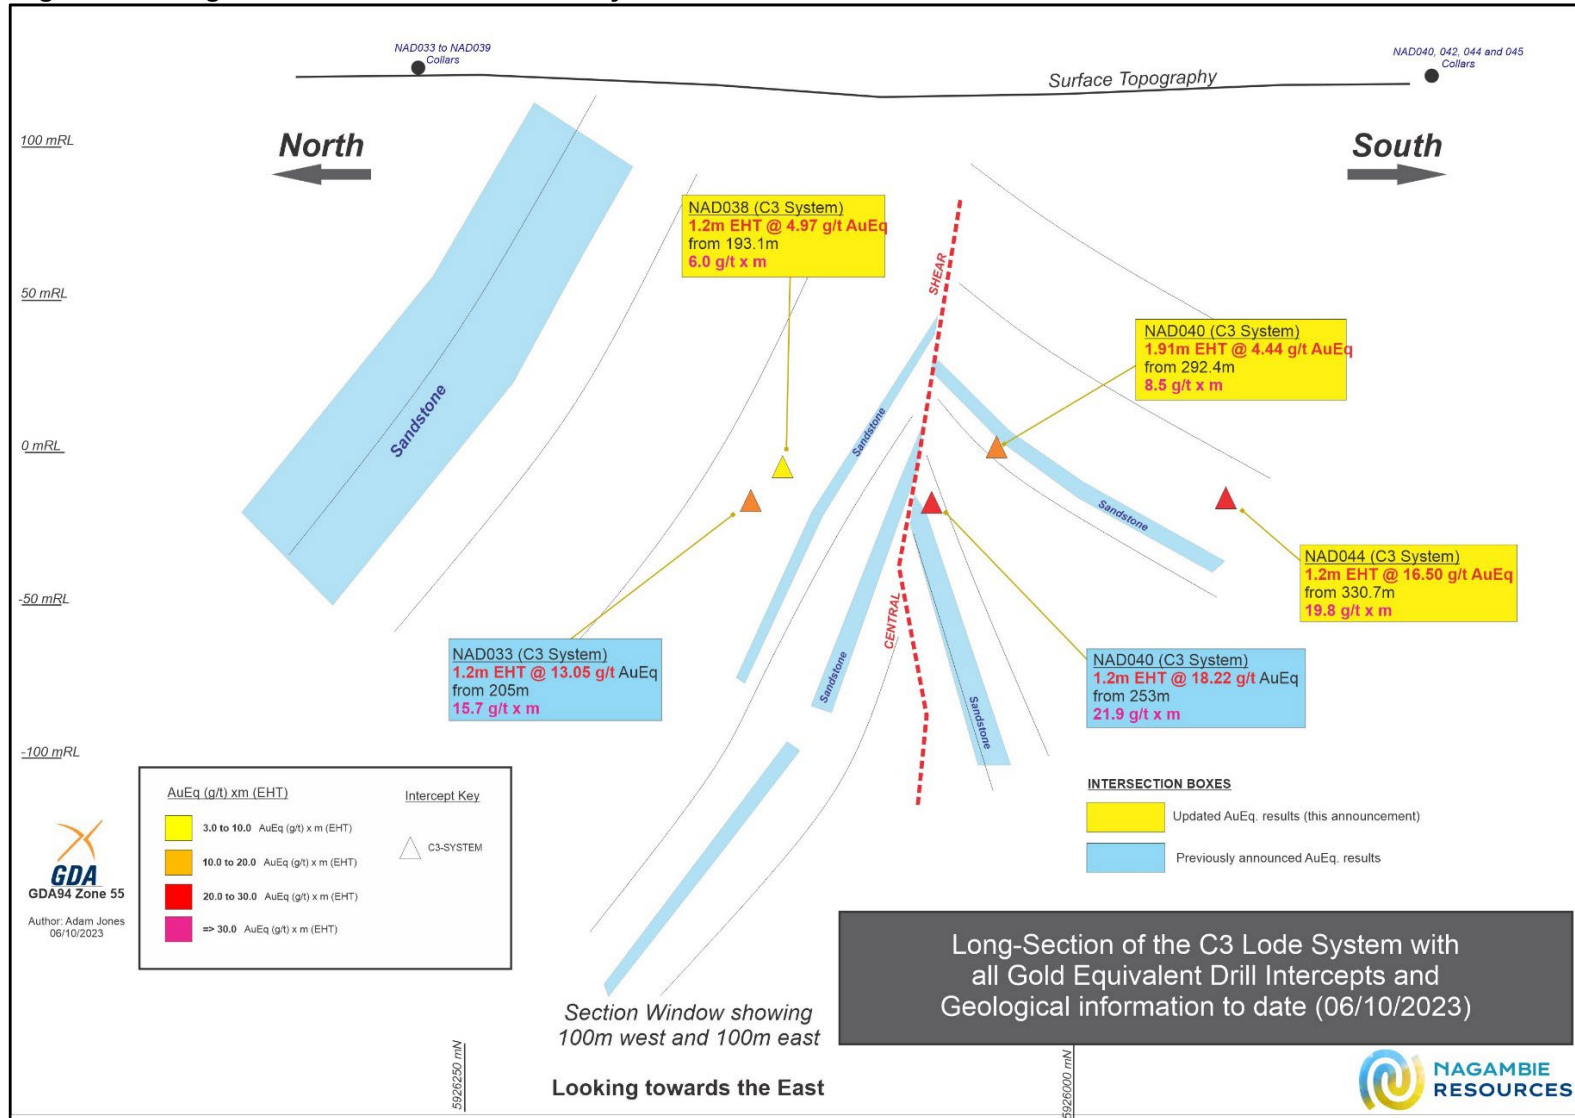 NAD033 to NAD039
Collars
NAD040, 042, 044 and 045
Collars
Surface Topography
100 mRL
North
South
NAD038 (C3 System)
1.2m EHT @ 4.97 g/t AuEq
from 193.1m
6.0 g/t x m
SHEAR
50 mRL
NAD040 (C3 System)
1.91m EHT @ 4.44 g/t AuEq
from 292.4m
8.5 g/t x m
Sandstone
Sandstone
0 mRL
Sandstone
NAD044 (C3 System)
1.2m EHT @ 16.50 g/t AuEq
from 330.7m
19.8 g/t x m
-50 mRL
CENTRAL
NAD033 (C3 System)
1.2m EHT @ 13.05 g/t AuEq
from 205m
15.7 g/t x m
Sandstone
Sandstone
NAD040 (C3 System)
1.2m EHT @ 18.22 g/t AuEq
from 253m
21.9 g/t x m
-100 mRL
AuEq (g/t) xm (EHT)
Intercept Key
3.0 to 10.0 AuEq (g/t) x m (EHT)
10.0 to 20.0 AuEq (g/t) x m (EHT)
20.0 to 30.0 AuEq (g/t) x m (EHT)
=> 30.0 AuEq (g/t) x m (EHT)
C3-SYSTEM
INTERSECTION BOXES
Updated AuEq. results (this announcement)
Previously announced AuEq. results
GDA
GDA94 Zone 55
Author: Adam Jones
06/10/2023
Long-Section of the C3 Lode System with
all Gold Equivalent Drill Intercepts and
Geological information to date (06/10/2023)
Section Window showing
100m west and 100m east
5926250 mN
Looking towards the East
5926000 mN
NAGAMBIE
RESOURCES